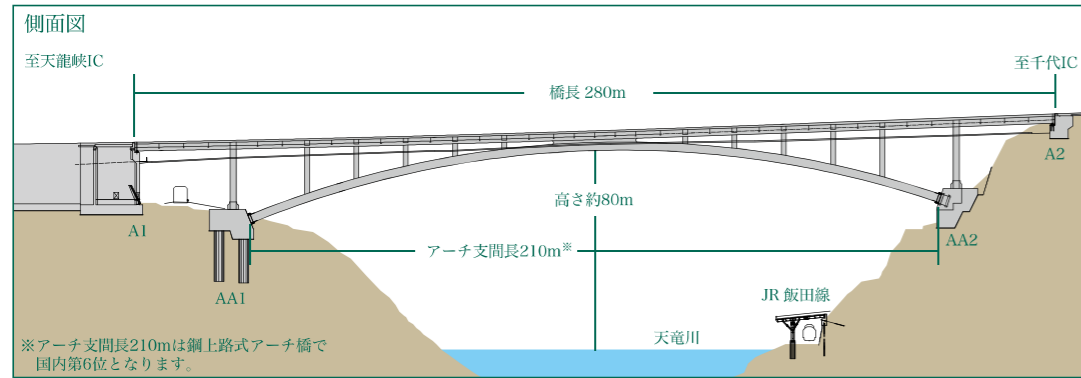 側面図
至天龍峡IC
至千代IC
橋長 280m
A2
高さ約80m
A1
アーチ支間長210m※
AA2
AA1
JR 飯田線
天竜川
※アーチ支間長210mは鋼上路式アーチ橋で
国内第6位となります。